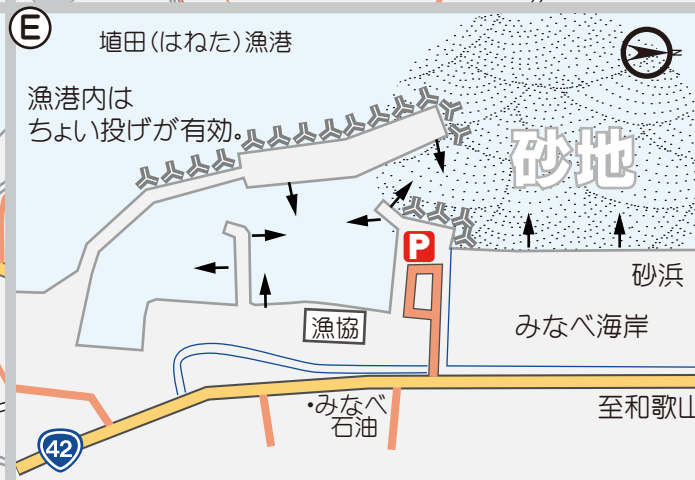 E
埴田(はねた)漁港
N
漁港内は
ちょい投げが有効。
砂地
P
砂浜
漁協
みなべ海岸
・みなべ
石油
至和歌山
42